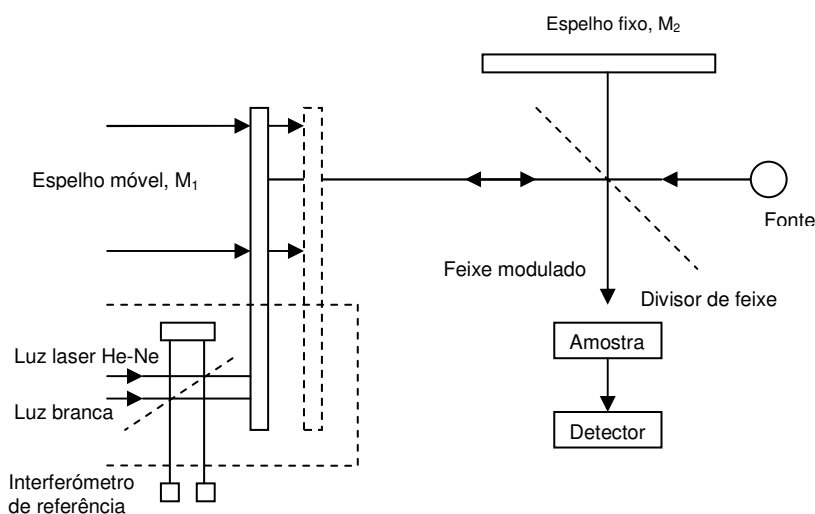 Espelho fixo, M₂
Espelho móvel, M₁
Fonte
Feixe modulado
Divisor de feixe
Luz laser He-Ne
Amostra
Luz branca
Detector
Interferómetro
de referência